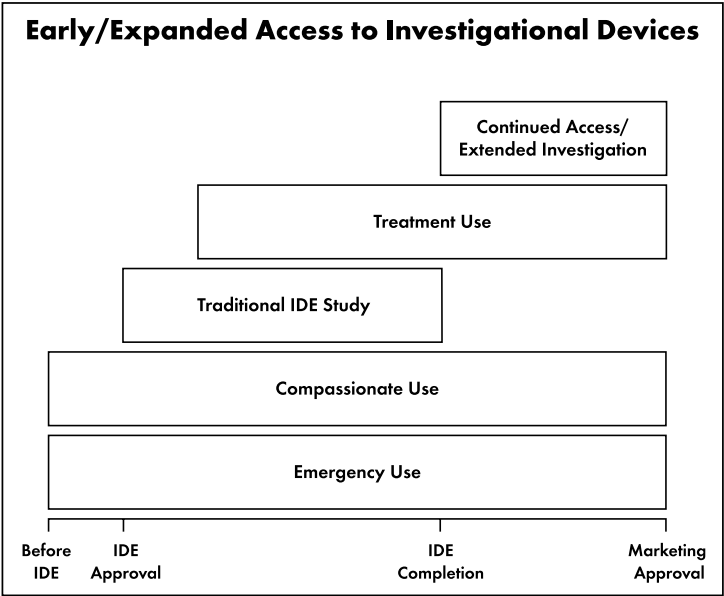 Early/Expanded Access to Investigational Devices
Continued Access/
Extended Investigation
Treatment Use
Traditional IDE Study
Compassionate Use
Emergency Use
Before
IDE
IDE
Approval
IDE
Completion
Marketing
Approval